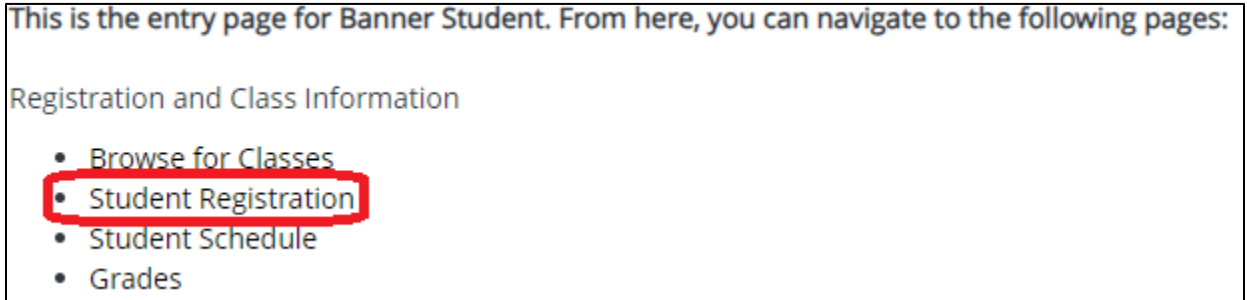 This is the entry page for Banner Student. From here, you can navigate to the following pages:
Registration and Class Information
• Browse for Classes
• Student Registration
• Student Schedule
• Grades